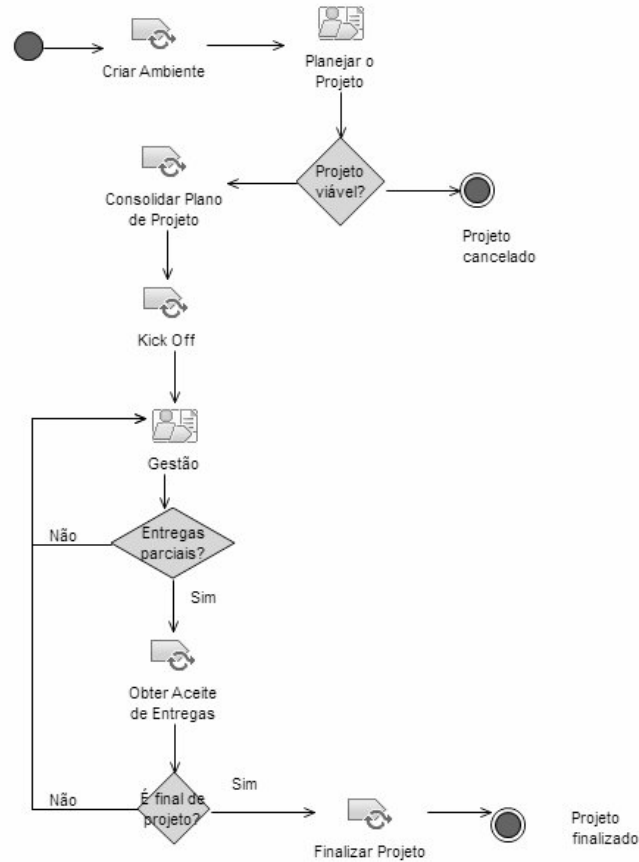 Criar Ambiente
Planejar o
Projeto
Projeto
viável?
Consolidar Plano
de Projeto
Projeto
cancelado
Kick Off
Gestão
Não
Entregas
parciais?
Sim
Obter Aceite
de Entregas
Não
É final de
projeto?
Sim
Finalizar Projeto
Projeto
finalizado